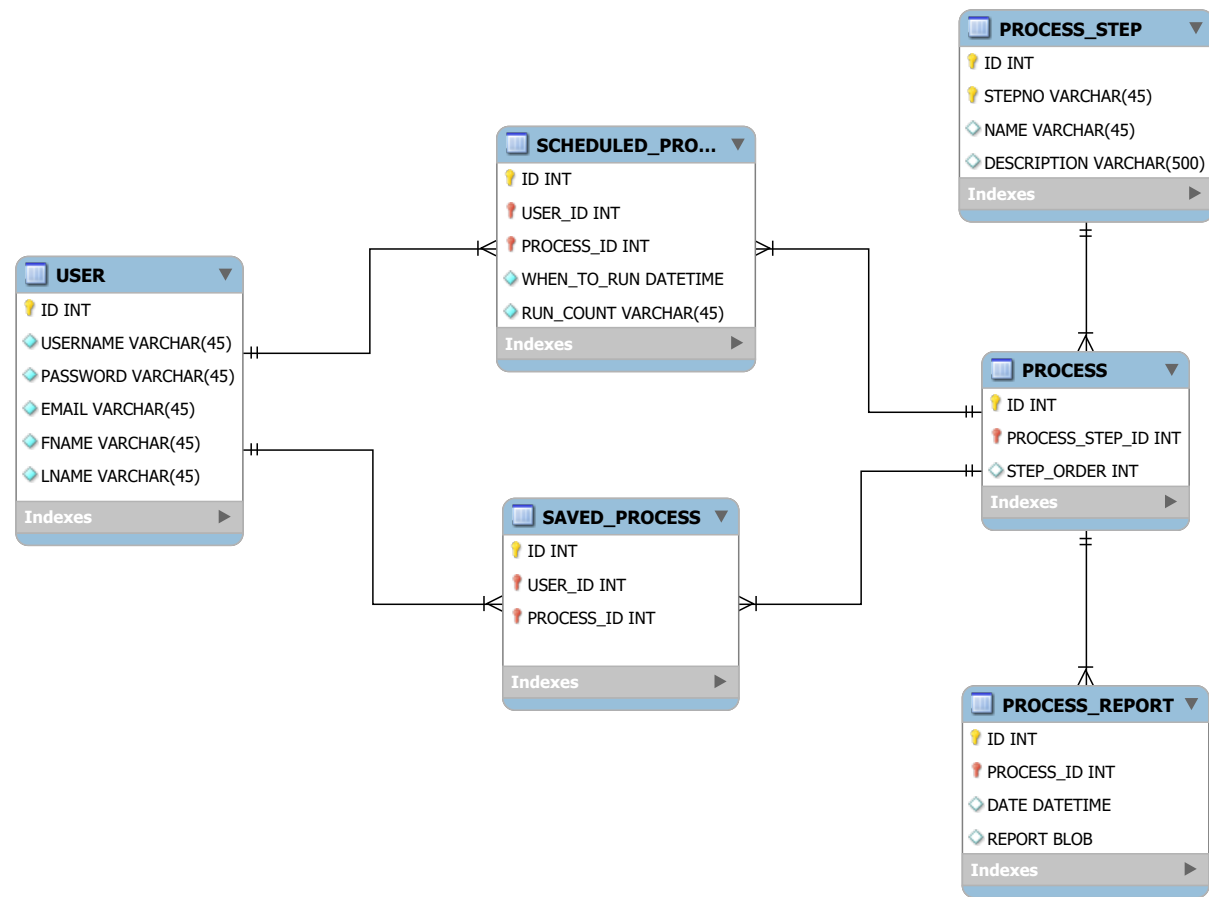 PROCESS_STEP
ID INT
STEPNO VARCHAR(45)
NAME VARCHAR(45)
DESCRIPTION VARCHAR(500)
Indexes
SCHEDULED_PRO...
ID INT
USER_ID INT
PROCESS_ID INT
WHEN_TO_RUN DATETIME
RUN_COUNT VARCHAR(45)
Indexes
USER
ID INT
USERNAME VARCHAR(45)
PASSWORD VARCHAR(45)
EMAIL VARCHAR(45)
FNAME VARCHAR(45)
LNAME VARCHAR(45)
Indexes
PROCESS
ID INT
PROCESS_STEP_ID INT
STEP_ORDER INT
Indexes
SAVED_PROCESS
ID INT
USER_ID INT
PROCESS_ID INT
Indexes
PROCESS_REPORT
ID INT
PROCESS_ID INT
DATE DATETIME
REPORT BLOB
Indexes